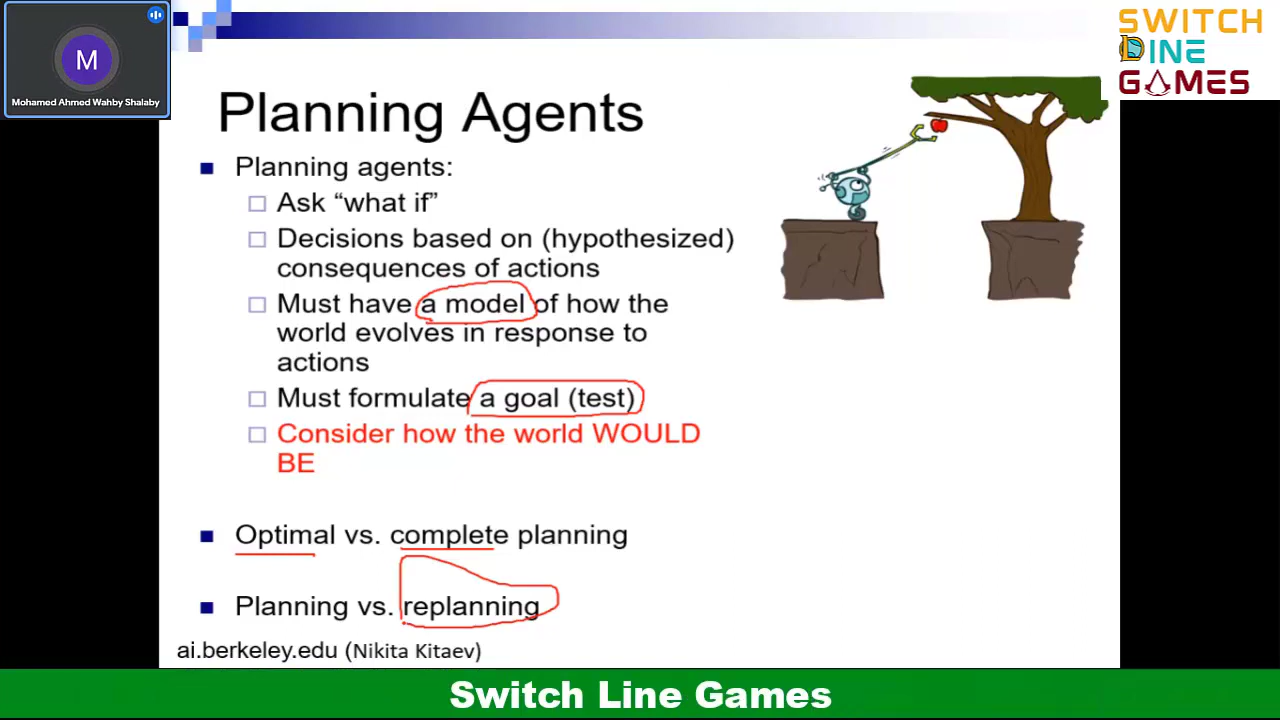 M
Mohamed Ahmed Wahby Shalaby
SWITCH
LINE
GAMES
Planning Agents
Planning agents:
Ask “what if”
Decisions based on (hypothesized)
consequences of actions
Must have a model of how the
world evolves in response to
actions
Must formulate a goal (test)
Consider how the world WOULD
BE
Optimal vs. complete planning
Planning vs. replanning
ai.berkeley.edu (Nikita Kitaev)
Switch Line Games